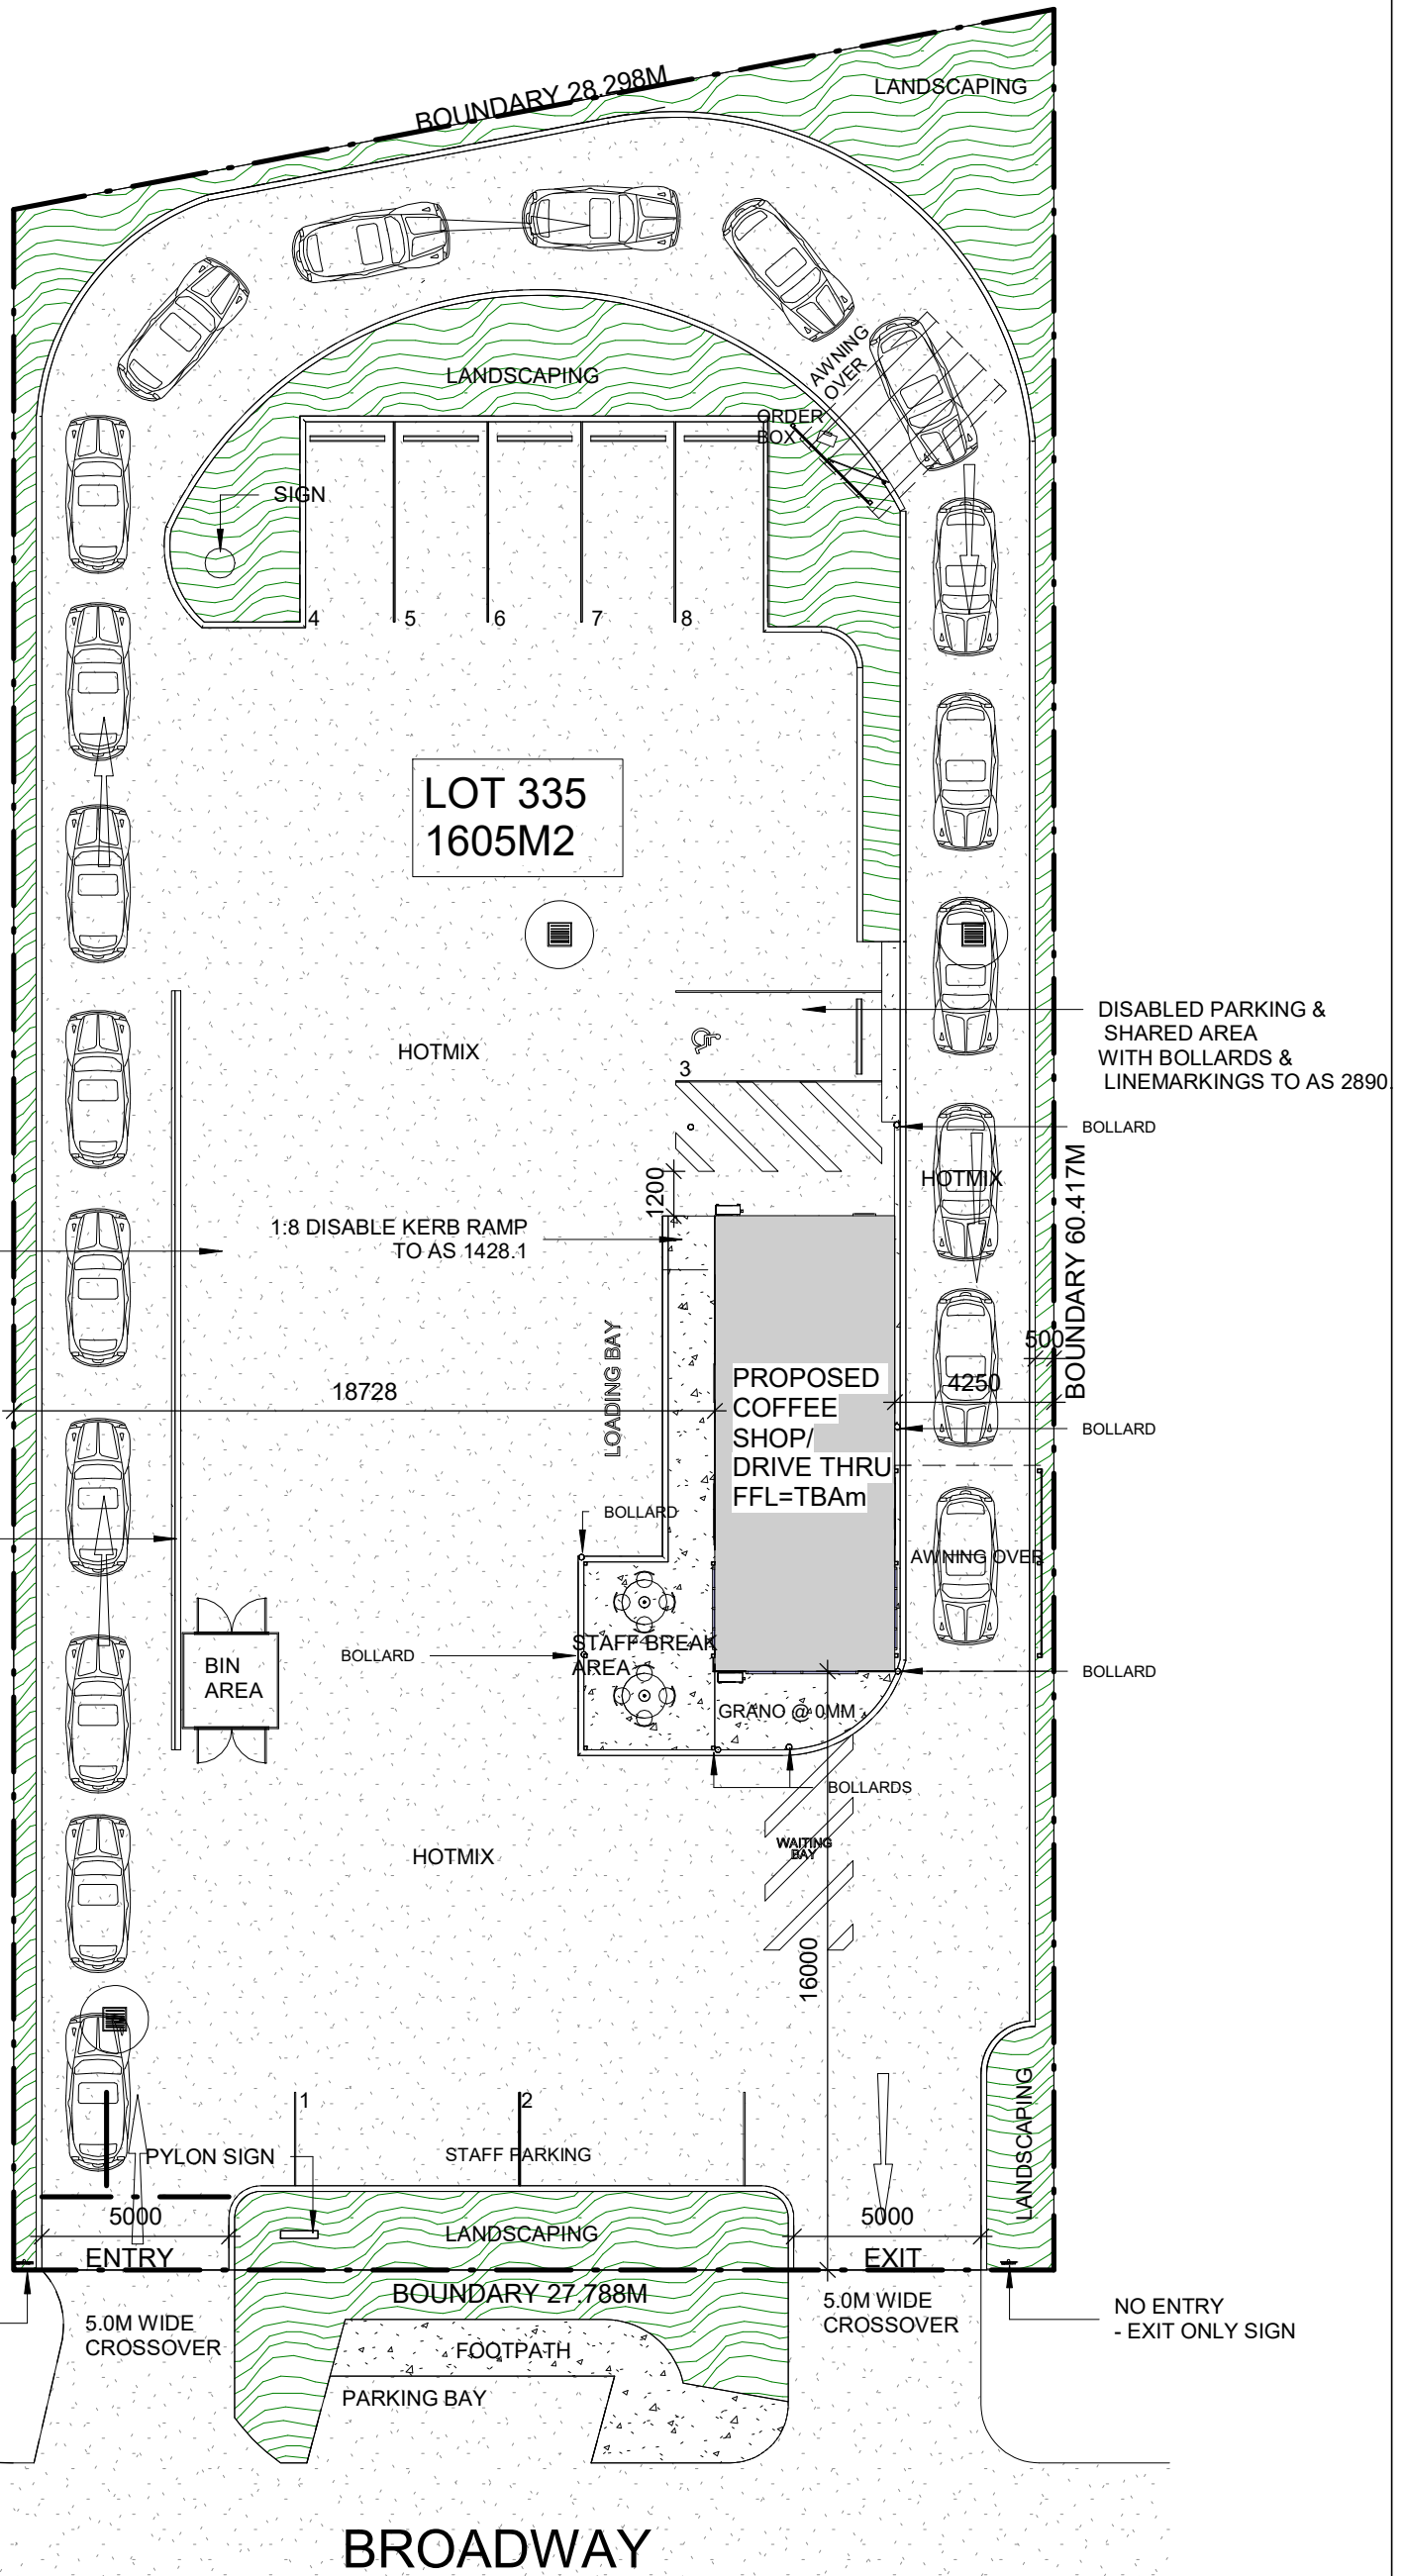 BOUNDARY 28.298M
LANDSCAPING
AWNING
OVER
LANDSCAPING
ORDER
BOX
SIGN
4
5
6
7
8
LOT 335
1605M2
DISABLED PARKING &
SHARED AREA
WITH BOLLARDS &
LINEMARKINGS TO AS 2890.
HOTMIX
3
BOLLARD
HOTMIX
BOUNDARY 60.417M
1200
1:8 DISABLE KERB RAMP
TO AS 1428.1
LOADING BAY
500
4250
18728
PROPOSED
COFFEE
SHOP/
DRIVE THRU
FFL=TBAm
BOLLARD
BOLLARD
AWNING OVER
STAFF BREAK
AREA
BOLLARD
BIN
AREA
BOLLARD
GRANO @ 0MM
BOLLARDS
WAITING
BAY
HOTMIX
16000
1
2
PYLON SIGN
STAFF PARKING
LANDSCAPING
5000
LANDSCAPING
5000
ENTRY
EXIT
BOUNDARY 27.788M
5.0M WIDE
CROSSOVER
5.0M WIDE
CROSSOVER
NO ENTRY
- EXIT ONLY SIGN
FOOTPATH
PARKING BAY
BROADWAY